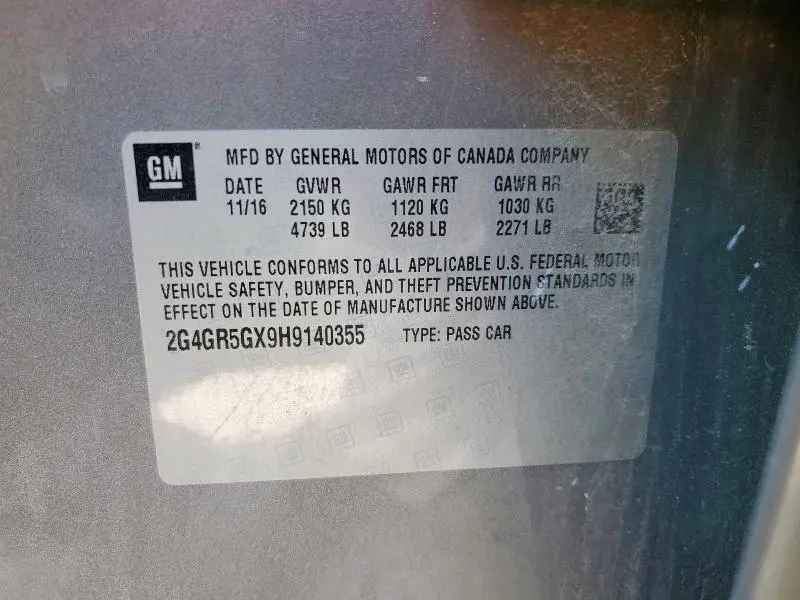 GM ®
MFD BY GENERAL MOTORS OF CANADA COMPANY
DATE GVWR GAWR FRT GAWR RR
11/16 2150 KG 1120 KG 1030 KG
4739 LB 2468 LB 2271 LB
THIS VEHICLE CONFORMS TO ALL APPLICABLE U.S. FEDERAL MOTOR
VEHICLE SAFETY, BUMPER, AND THEFT PREVENTION STANDARDS IN
EFFECT ON THE DATE OF MANUFACTURE SHOWN ABOVE.
2G4GR5GX9H9140355 TYPE: PASS CAR